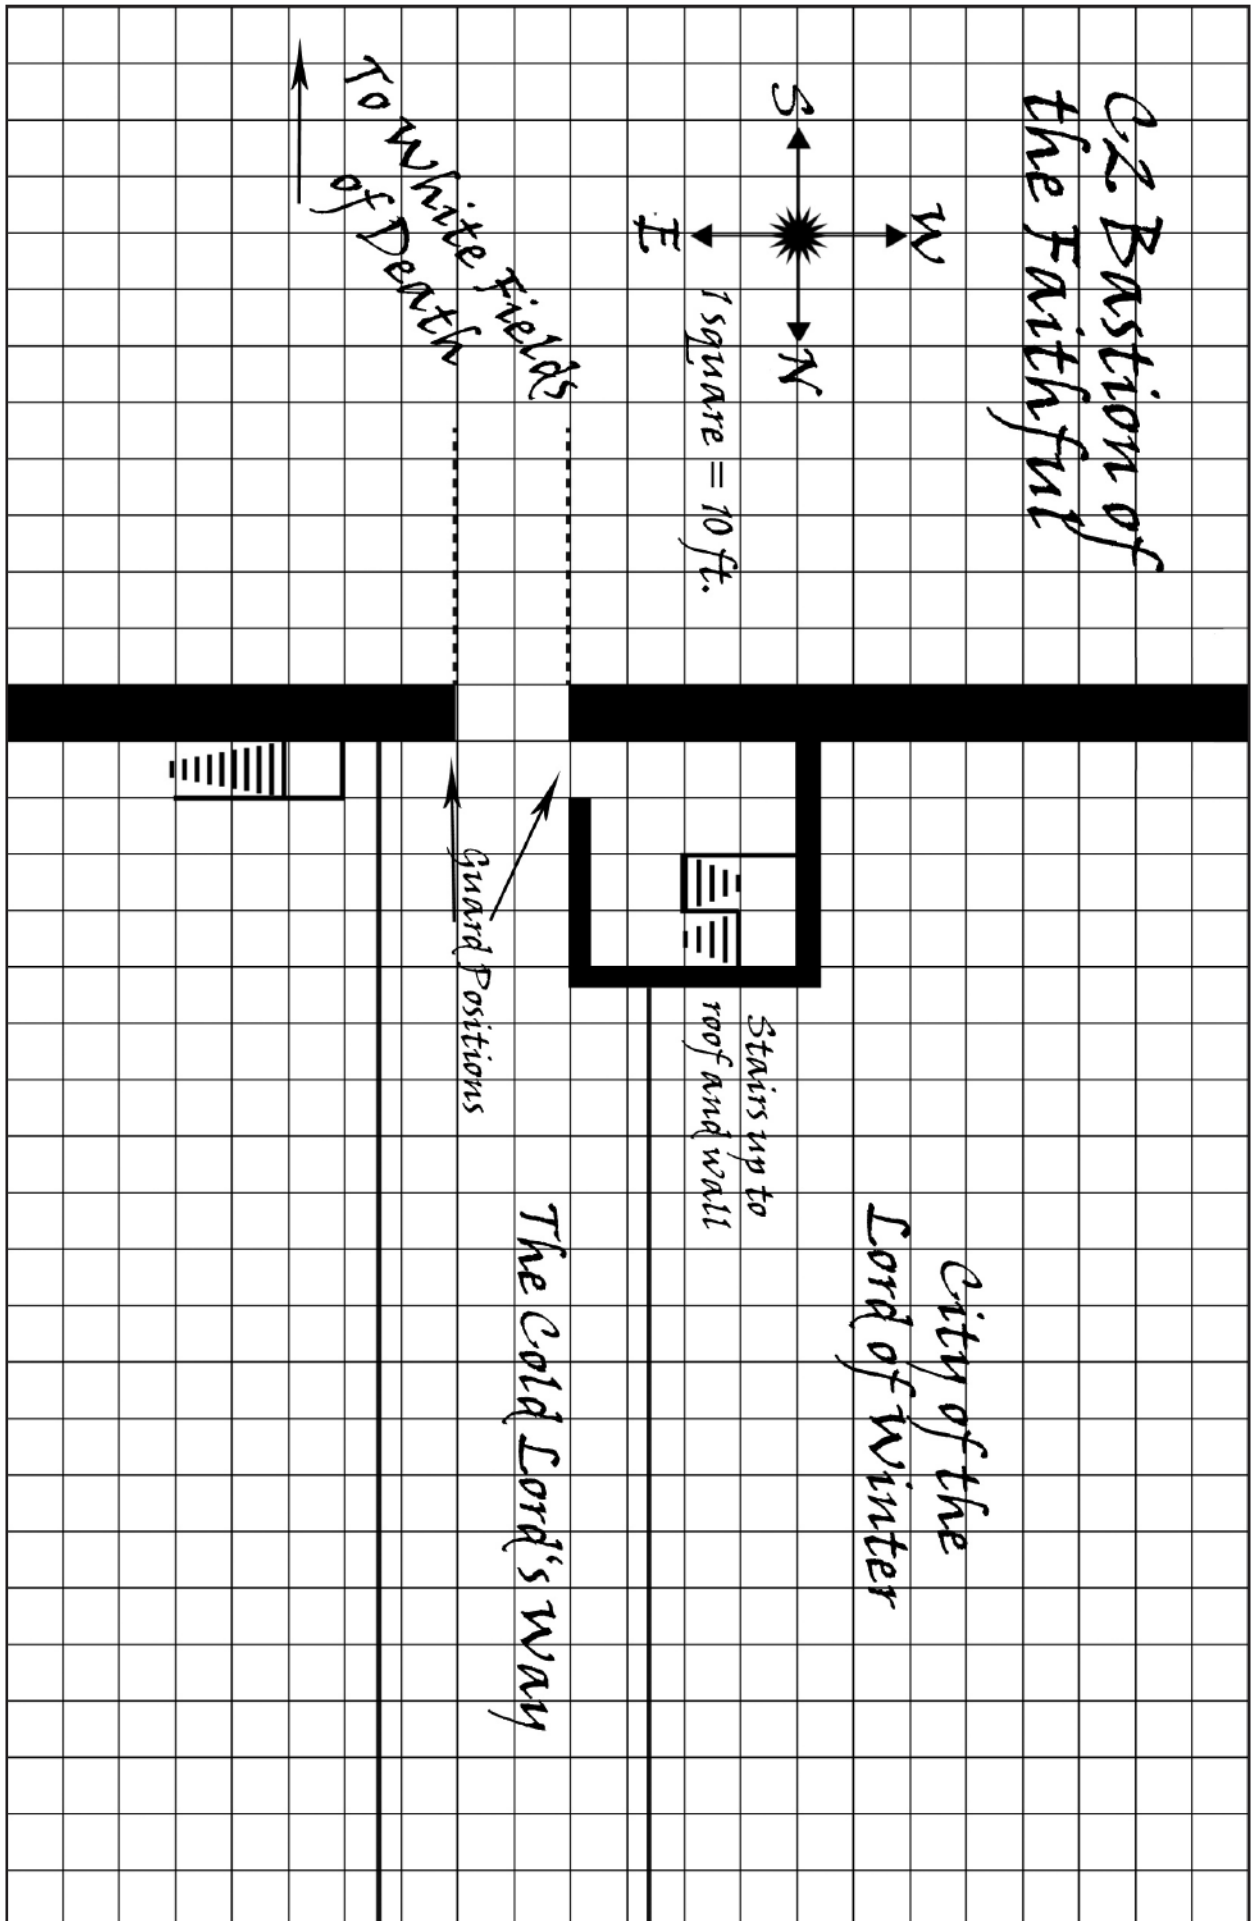 C2 Bastion of
the Faithful
W
S
N
E
1 square = 10 ft.
To White Fields
of Death
Guard Positions
Stairs up to
roof and wall
City of the
Lord of Winter
The Cold Lord's Way